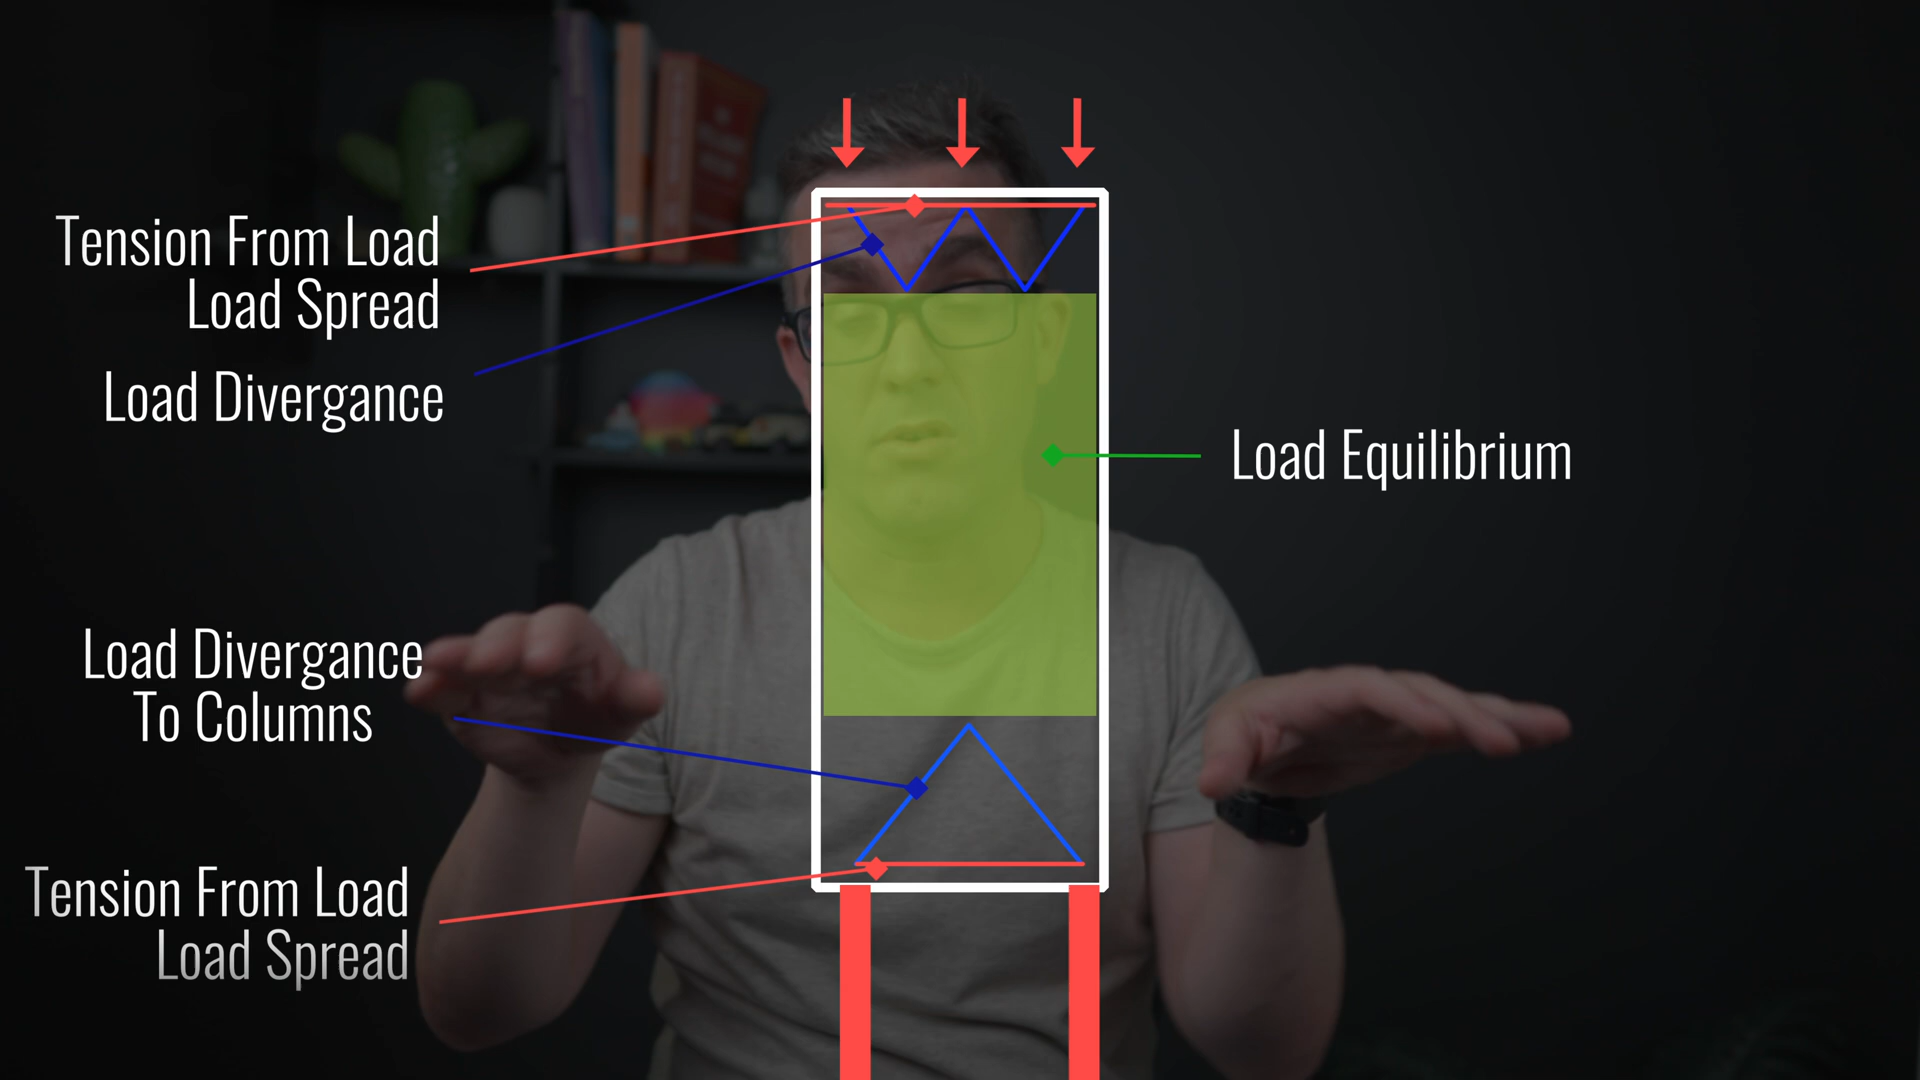 Tension From Load
Load Spread
Load Divergance
Load Equilibrium
Load Divergance
To Columns
Tension From Load
Load Spread